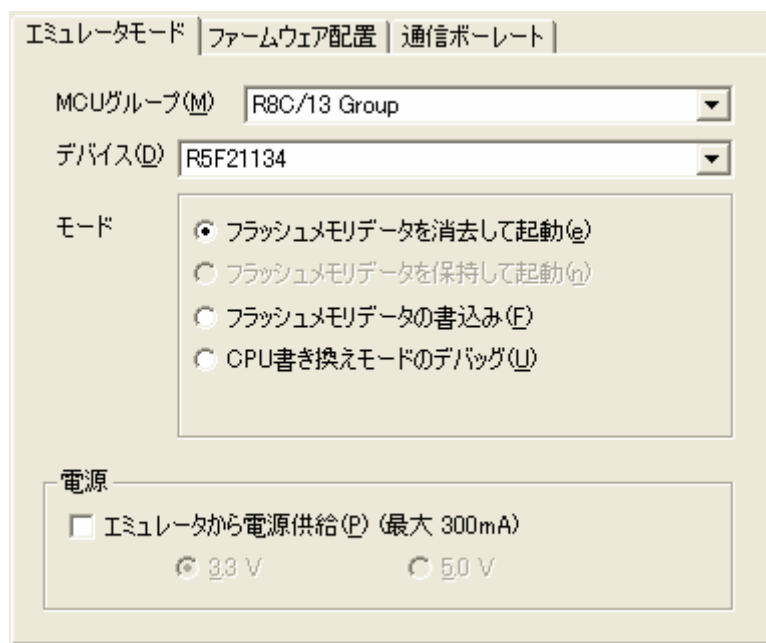 エミュレータモード ファームウェア配置 通信ボーレート
MCUグループ(M) R8C/13 Group
デバイス(D) R5F21134
モード
フラッシュメモリデータを消去して起動(e)
フラッシュメモリデータを保持して起動(n)
フラッシュメモリデータの書込み(F)
CPU書き換えモードのデバッグ(U)
電源
エミュレータから電源供給(P) (最大 300mA)
3.3 V 5.0 V